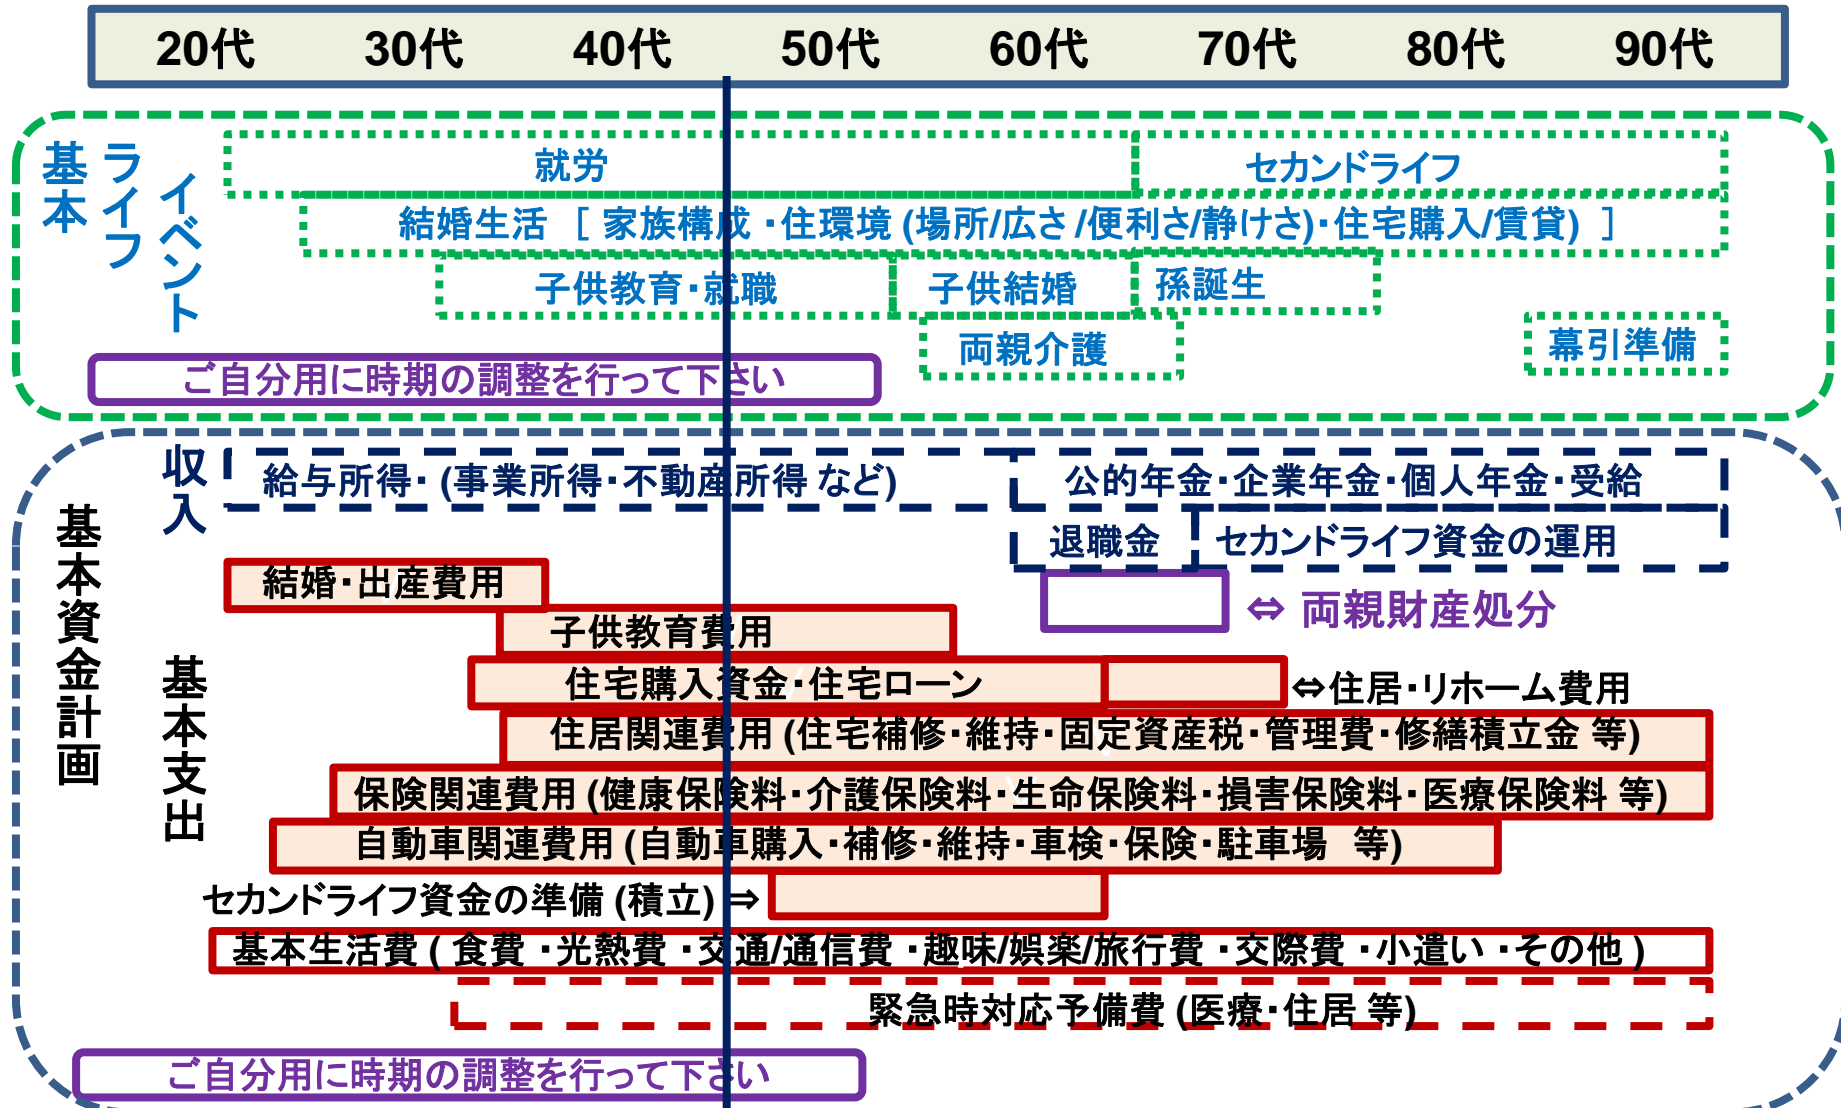 20代 30代 40代 50代 60代 70代 80代 90代
基本
ライフ
イベント
就労
セカンドライフ
結婚生活 [ 家族構成 ・住環境 (場所/広さ /便利さ/静けさ)・住宅購入/賃貸) ]
子供教育・就職
子供結婚
孫誕生
両親介護
幕引準備
ご自分用に時期の調整を行って下さい
基本資金計画
収入
給与所得・ (事業所得・不動産所得 など)
公的年金・企業年金・個人年金・受給
退職金
セカンドライフ資金の運用
⇔ 両親財産処分
基本支出
結婚・出産費用
子供教育費用
住宅購入資金・住宅ローン
⇔住居・リホーム費用
住居関連費用 (住宅補修・維持・固定資産税・管理費・修繕積立金 等)
保険関連費用 (健康保険料・介護保険料・生命保険料・損害保険料・医療保険料 等)
自動車関連費用 (自動車購入・補修・維持・車検・保険・駐車場 等)
セカンドライフ資金の準備 (積立) ⇒
基本生活費 ( 食費 ・光熱費 ・交通/通信費 ・趣味/娯楽/旅行費 ・交際費 ・小遣い ・その他 )
緊急時対応予備費 (医療・住居 等)
ご自分用に時期の調整を行って下さい